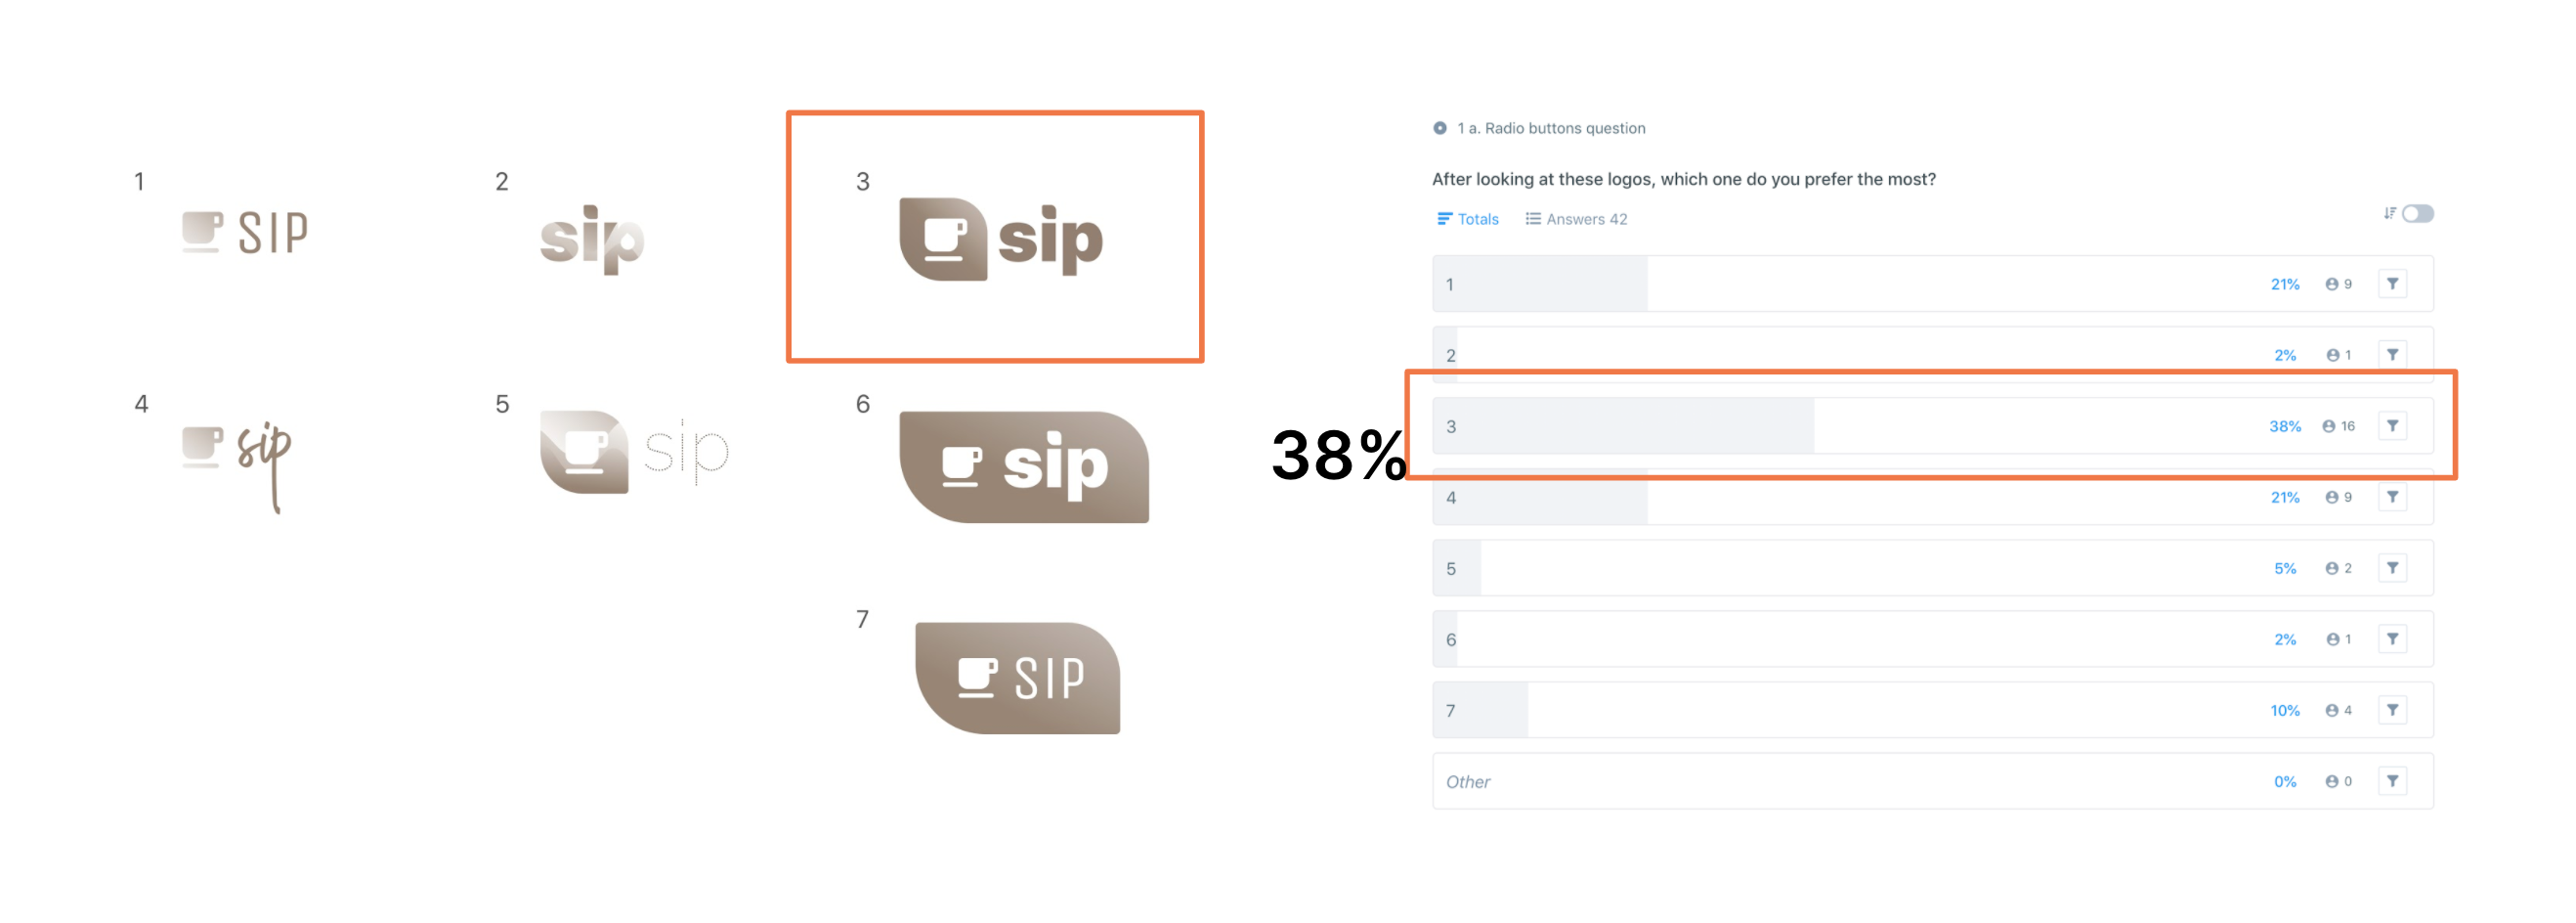 1
SIP
2
sip
3
sip
4
sip
5
sip
6
sip
7
SIP
38%
1 a. Radio buttons question
After looking at these logos, which one do you prefer the most?
Totals Answers 42
1 21% 9
2 2% 1
3 38% 16
4 21% 9
5 5% 2
6 2% 1
7 10% 4
Other 0% 0